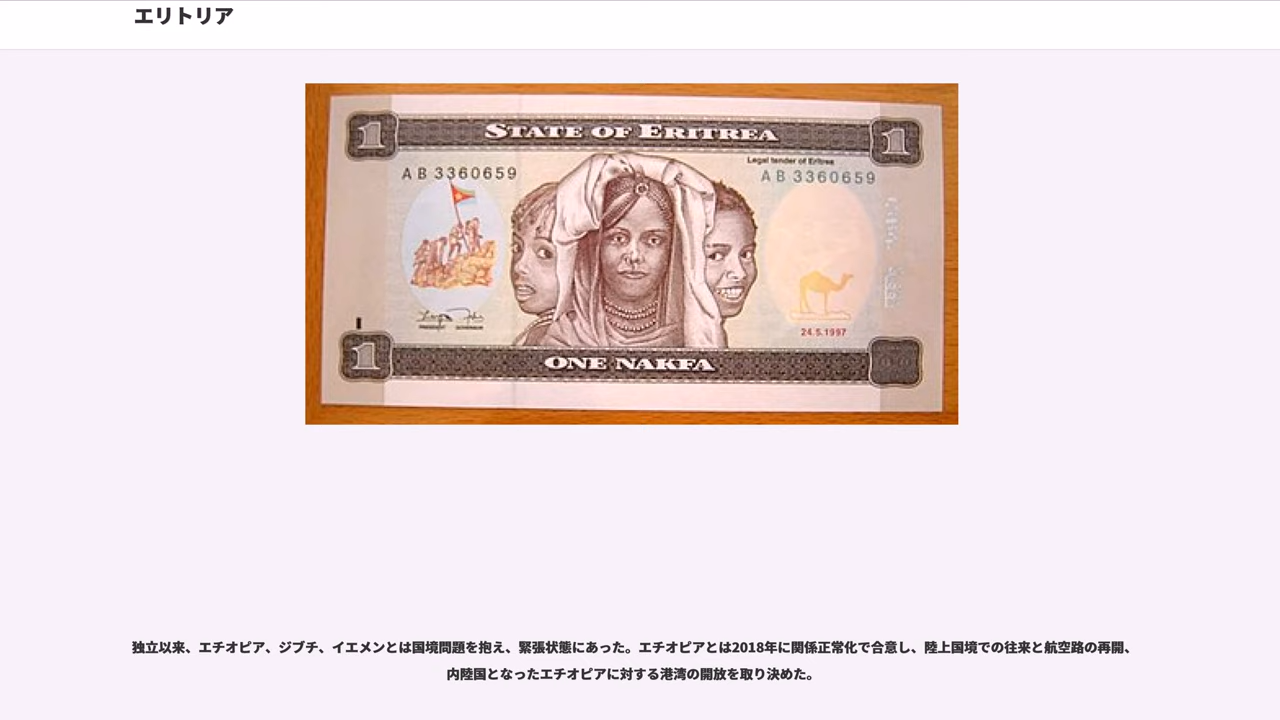 エリトリア
1 STATE OF ERITREA 1
Legal tender of Eritrea
AB 3360659 AB 3360659
PRESIDENT GOVERNOR
24.5.1997
1 ONE NAKFA
独立以来、エチオピア、ジブチ、イエメンとは国境問題を抱え、緊張状態にあった。エチオピアとは2018年に関係正常化で合意し、陸上国境での往来と航空路の再開、
内陸国となったエチオピアに対する港湾の開放を取り決めた。